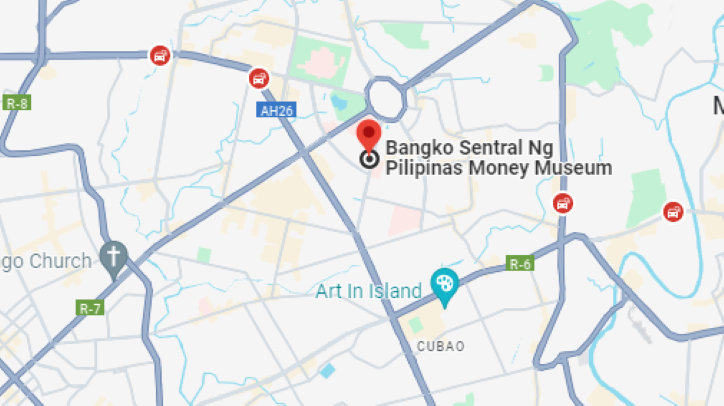 R-8
AH26
M
Bangko Sentral Ng
Pilipinas Money Museum
go Church
R-6
Art In Island
R-7
CUBAO